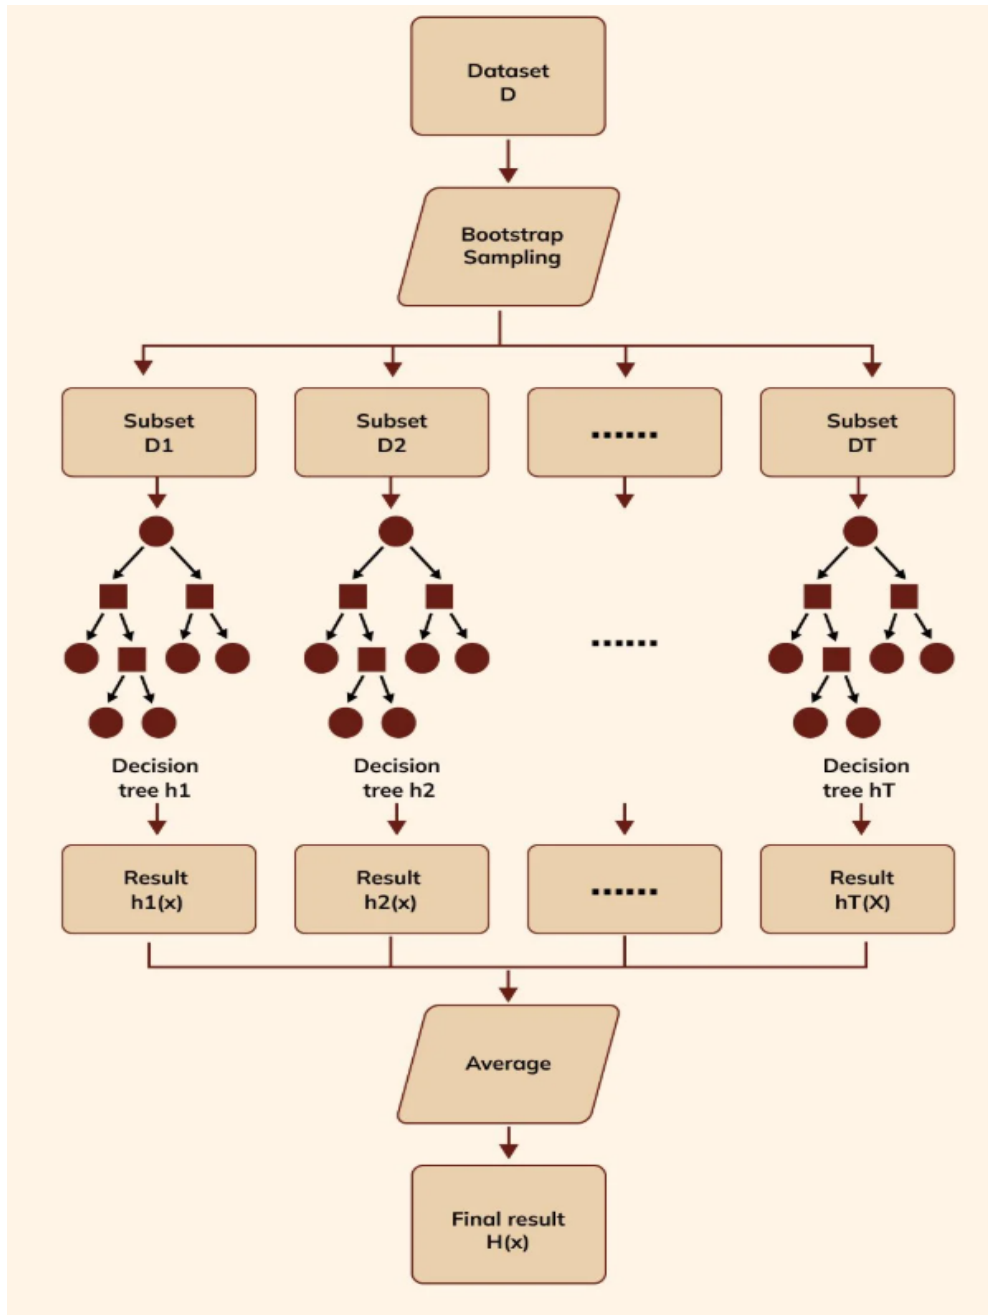 Dataset
D
Bootstrap
Sampling
Subset
D1
Subset
D2
......
Subset
DT
......
Decision
tree h1
Decision
tree h2
Decision
tree hT
Result
h1(x)
Result
h2(x)
......
Result
hT(X)
Average
Final result
H(x)